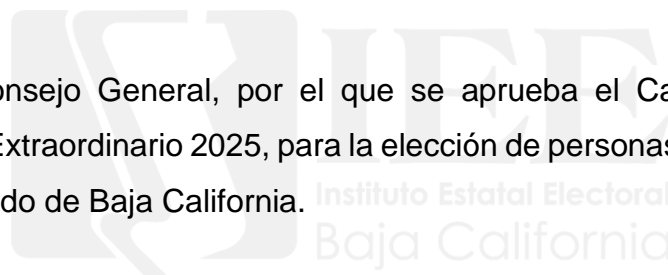 onsejo General, por el que se aprueba el Ca
Extraordinario 2025, para la elección de personas
do de Baja California.
IEE
Instituto Estatal Electoral
Baja California